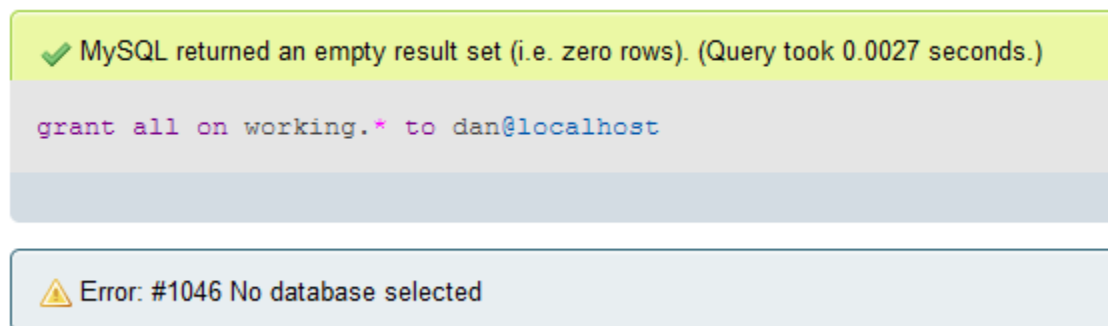 MySQL returned an empty result set (i.e. zero rows). (Query took 0.0027 seconds.)
grant all on working.* to dan@localhost
Error: #1046 No database selected